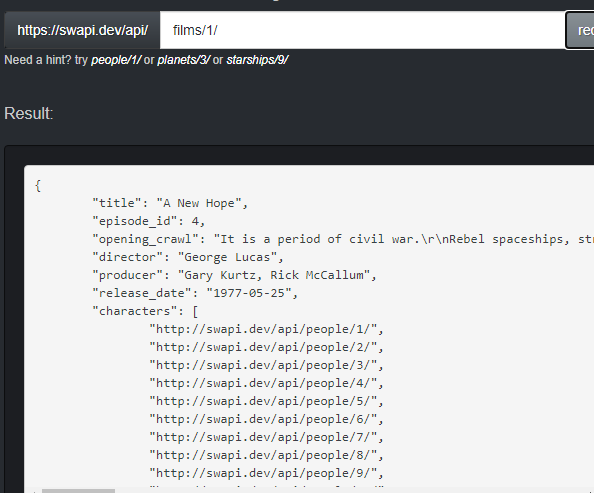 https://swapi.dev/api/ films/1/
Need a hint? try people/1/ or planets/3/ or starships/9/
Result:
{
"title": "A New Hope",
"episode_id": 4,
"opening_crawl": "It is a period of civil war.\r\nRebel spaceships,
"director": "George Lucas",
"producer": "Gary Kurtz, Rick McCallum",
"release_date": "1977-05-25",
"characters": [
"http://swapi.dev/api/people/1/",
"http://swapi.dev/api/people/2/",
"http://swapi.dev/api/people/3/",
"http://swapi.dev/api/people/4/",
"http://swapi.dev/api/people/5/",
"http://swapi.dev/api/people/6/",
"http://swapi.dev/api/people/7/",
"http://swapi.dev/api/people/8/",
"http://swapi.dev/api/people/9/",